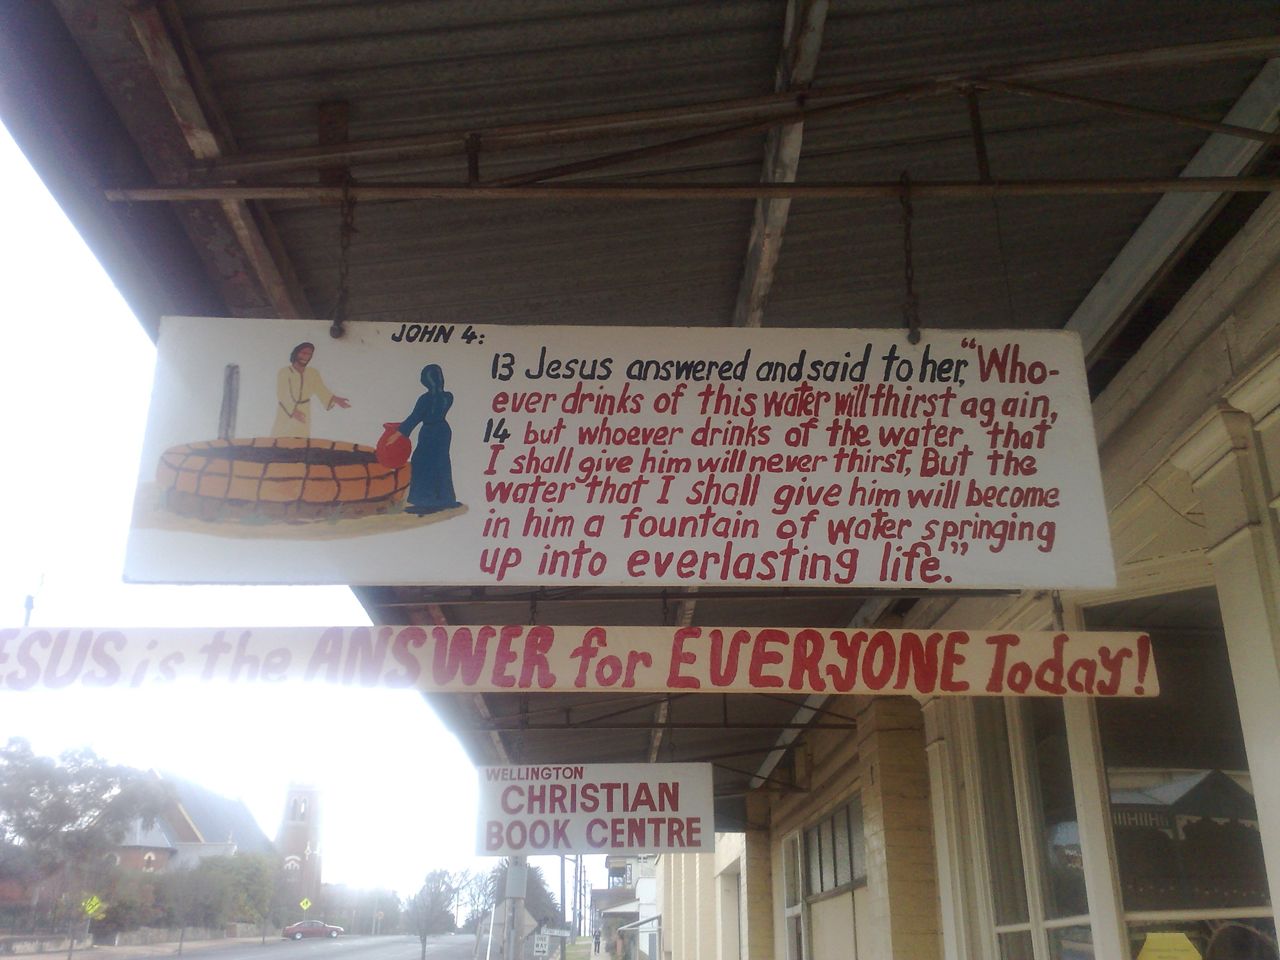 JOHN 4:
13 Jesus answered and said to her, "Who-
ever drinks of this water will thirst again,
14 but whoever drinks of the water that
I shall give him will never thirst, But the
water that I shall give him will become
in him a fountain of water springing
up into everlasting life."
ESUS is the ANSWER for EVERYONE Today!
WELLINGTON
CHRISTIAN
BOOK CENTRE
ONE
WAY